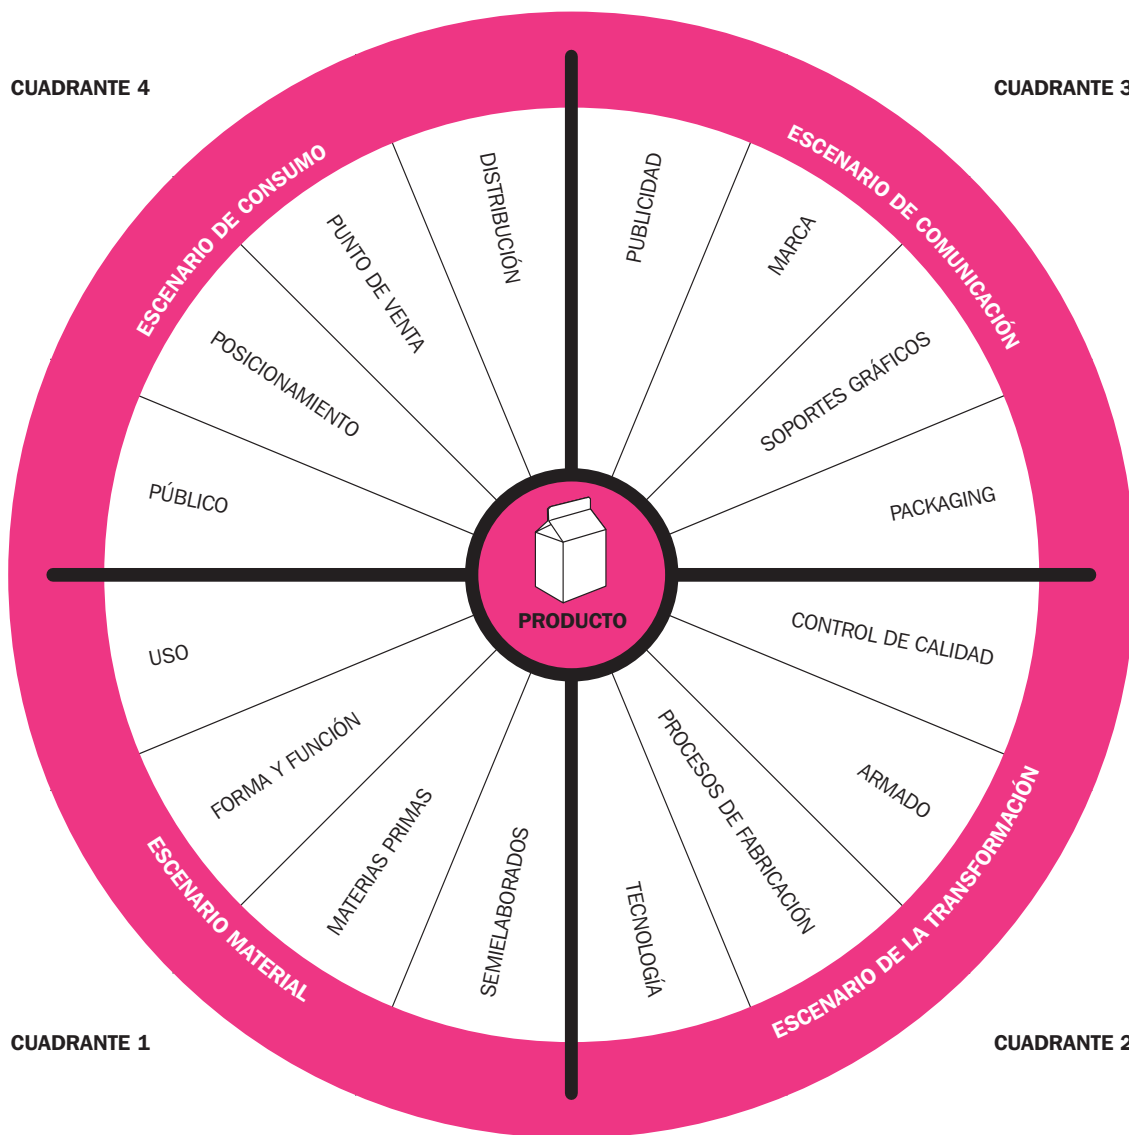 CUADRANTE 4
CUADRANTE 3
ESCENARIO DE CONSUMO
ESCENARIO DE COMUNICACIÓN
DISTRIBUCIÓN
PUBLICIDAD
PUNTO DE VENTA
MARCA
POSICIONAMIENTO
SOPORTES GRÁFICOS
PÚBLICO
PACKAGING
PRODUCTO
USO
CONTROL DE CALIDAD
FORMA Y FUNCIÓN
ARMADO
MATERIAS PRIMAS
PROCESOS DE FABRICACIÓN
SEMIELABORADOS
TECNOLOGÍA
ESCENARIO MATERIAL
ESCENARIO DE LA TRANSFORMACIÓN
CUADRANTE 1
CUADRANTE 2